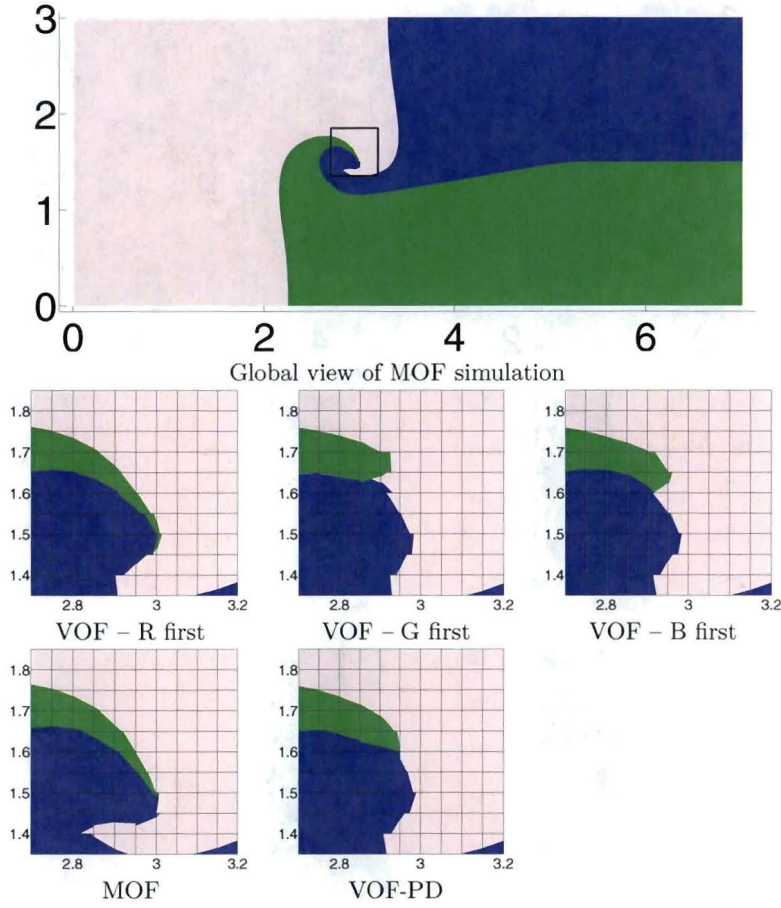 3
2
1
0
0 2 4 6
Global view of MOF simulation
1.8 1.8 1.8
1.7 1.7 1.7
1.6 1.6 1.6
1.5 1.5 1.5
1.4 1.4 1.4
2.8 3 3.2 2.8 3 3.2 2.8 3 3.2
VOF – R first VOF – G first VOF – B first
1.8 1.8
1.7 1.7
1.6 1.6
1.5 1.5
1.4 1.4
2.8 3 3.2 2.8 3 3.2
MOF VOF-PD